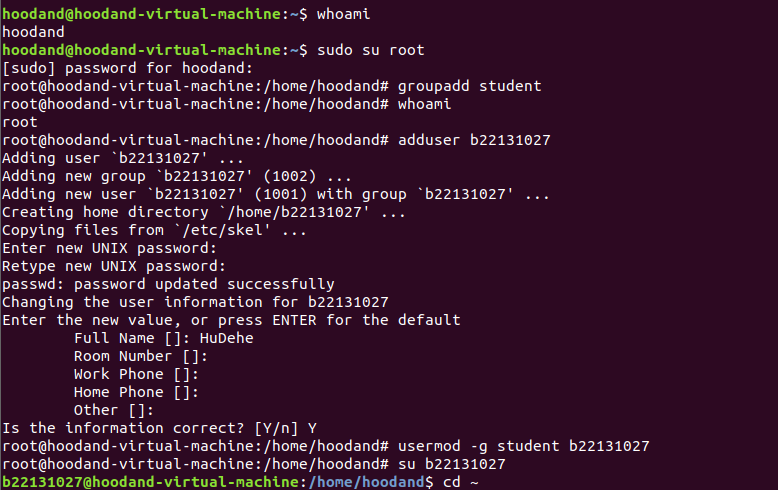 hoodand@hoodand-virtual-machine:~$ whoami
hoodand
hoodand@hoodand-virtual-machine:~$ sudo su root
[sudo] password for hoodand:
root@hoodand-virtual-machine:/home/hoodand# groupadd student
root@hoodand-virtual-machine:/home/hoodand# whoami
root
root@hoodand-virtual-machine:/home/hoodand# adduser b22131027
Adding user `b22131027' ...
Adding new group `b22131027' (1002) ...
Adding new user `b22131027' (1001) with group `b22131027' ...
Creating home directory `/home/b22131027' ...
Copying files from `/etc/skel' ...
Enter new UNIX password:
Retype new UNIX password:
passwd: password updated successfully
Changing the user information for b22131027
Enter the new value, or press ENTER for the default
        Full Name []: HuDehe
        Room Number []:
        Work Phone []:
        Home Phone []:
        Other []:
Is the information correct? [Y/n] Y
root@hoodand-virtual-machine:/home/hoodand# usermod -g student b22131027
root@hoodand-virtual-machine:/home/hoodand# su b22131027
b22131027@hoodand-virtual-machine:/home/hoodand$ cd ~